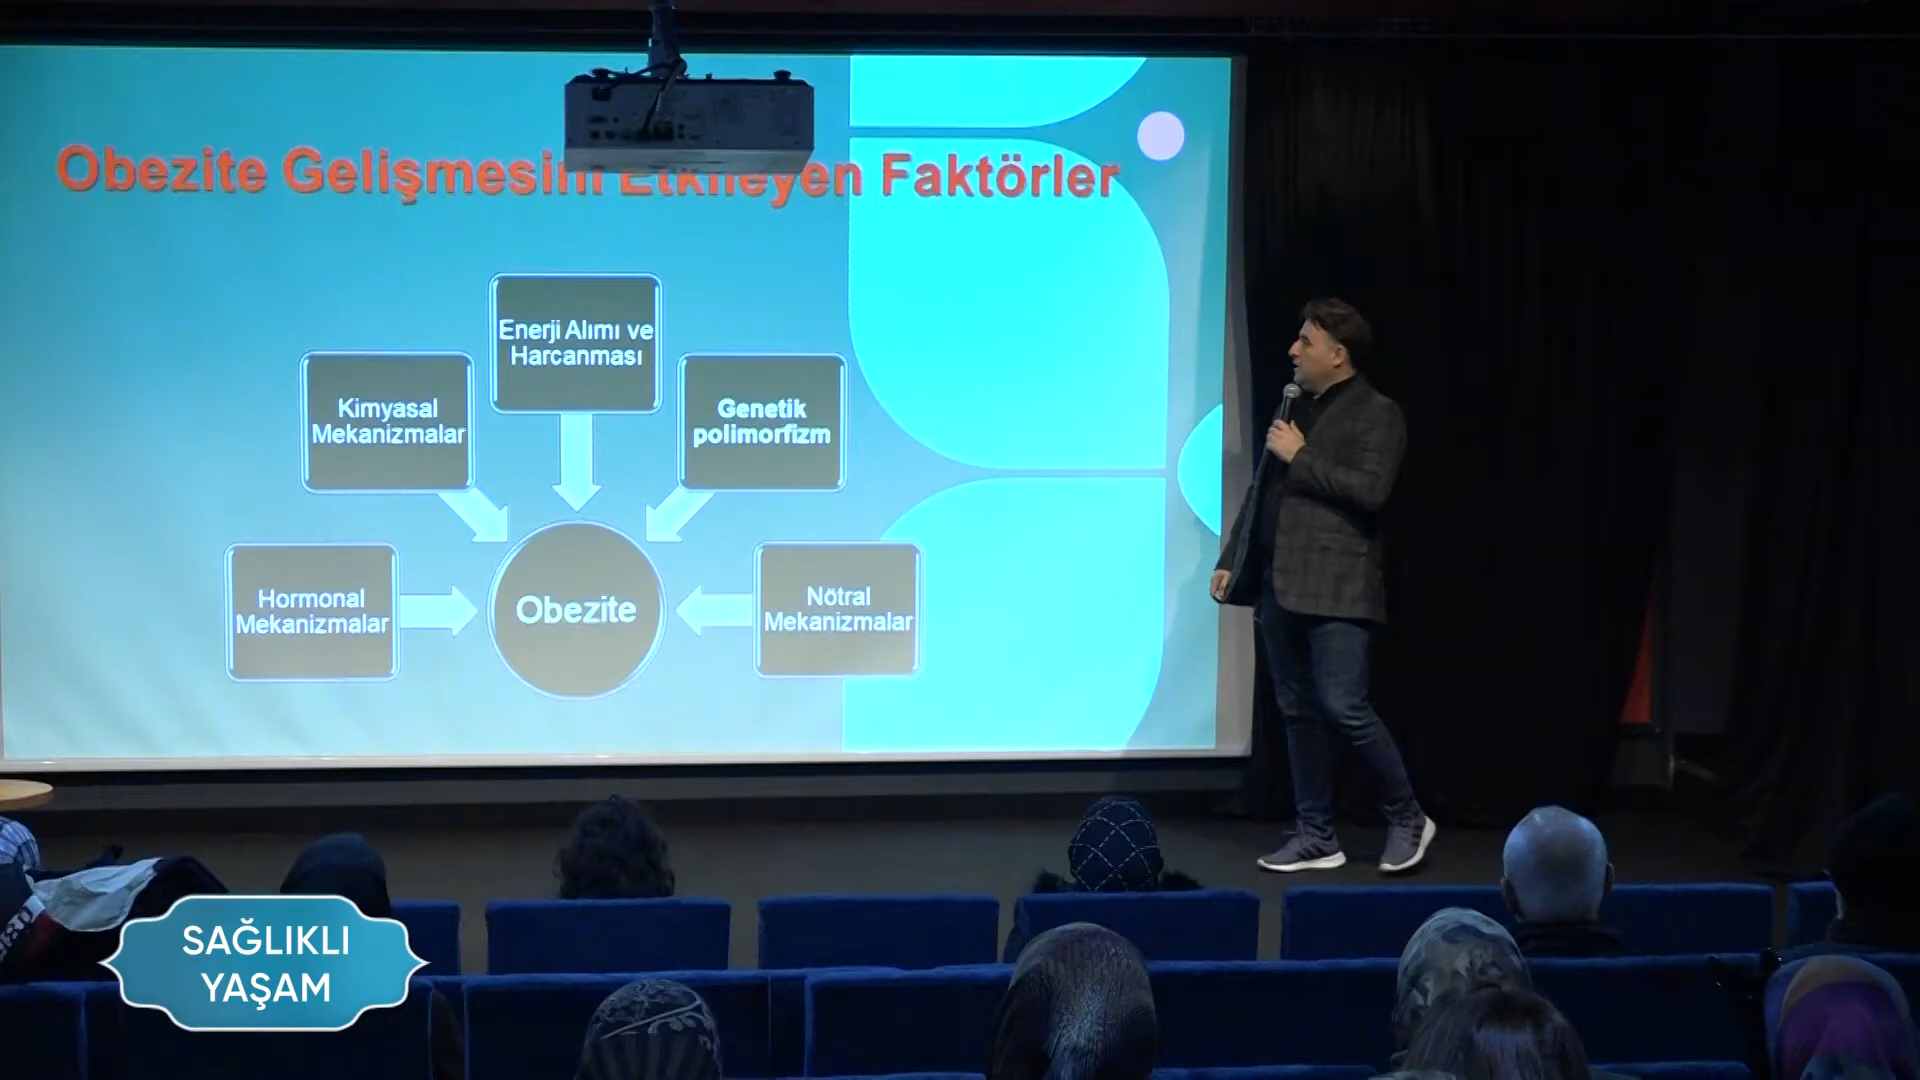 Obezite Gelişmesini Etkileyen Faktörler
Enerji Alımı ve
Harcanması
Kimyasal
Mekanizmalar
Genetik
polimorfizm
Hormonal
Mekanizmalar
Obezite
Nötral
Mekanizmalar
SAĞLIKLI
YAŞAM